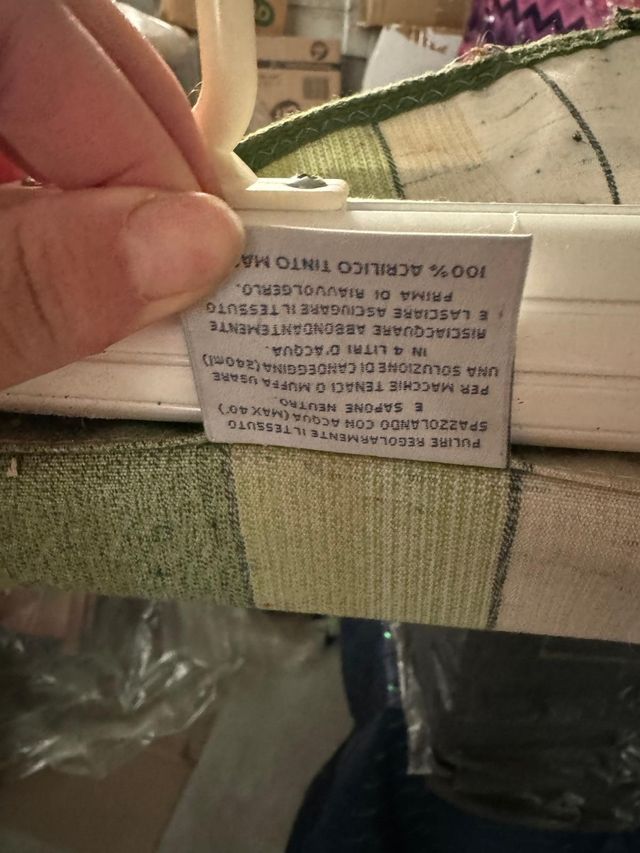 PULIRE REGOLARMENTE IL TESSUTO
SPAZZOLANDO CON ACQUA (MAX 40°)
E SAPONE NEUTRO.
PER MACCHIE TENACI O MUFFA USARE
UNA SOLUZIONE DI CANDEGGINA (240ml)
IN 4 LITRI D'ACQUA.
RISCIACQUARE ABBONDANTEMENTE
E LASCIARE ASCIUGARE IL TESSUTO
PRIMA DI RIAVVOLGERLO.
100% ACRILICO TINTO